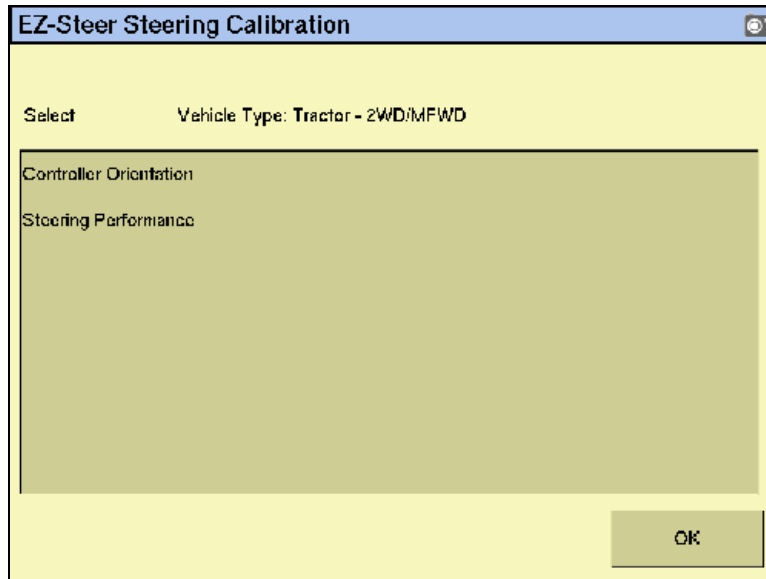 EZ-Steer Steering Calibration
Select Vehicle Type: Tractor - 2WD/MFWD
Controller Orientation
Steering Performance
OK